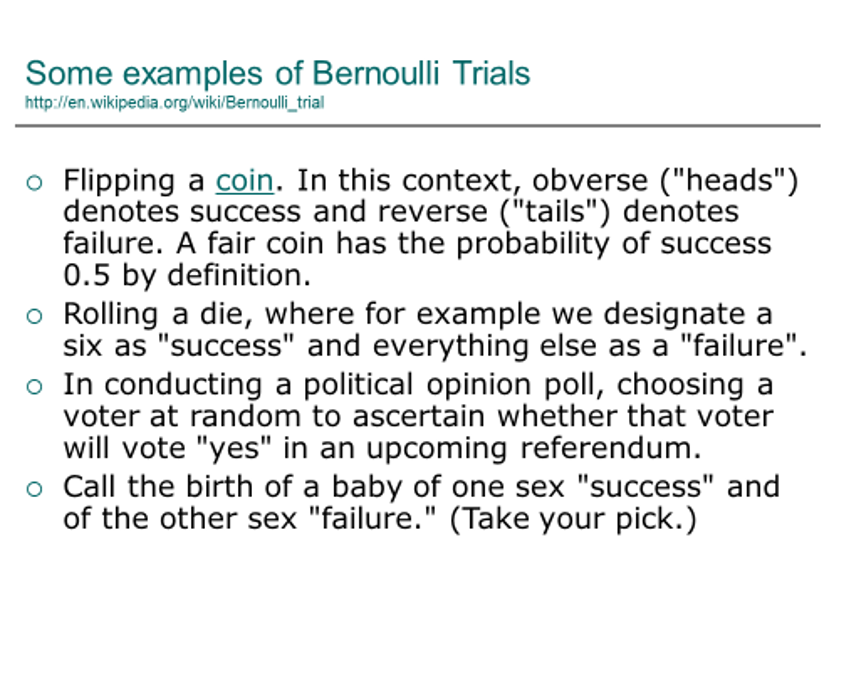 Some examples of Bernoulli Trials
http://en.wikipedia.org/wiki/Bernoulli_trial
Flipping a coin. In this context, obverse ("heads")
denotes success and reverse ("tails") denotes
failure. A fair coin has the probability of success
0.5 by definition.
Rolling a die, where for example we designate a
six as "success" and everything else as a "failure".
In conducting a political opinion poll, choosing a
voter at random to ascertain whether that voter
will vote "yes" in an upcoming referendum.
Call the birth of a baby of one sex "success" and
of the other sex "failure." (Take your pick.)